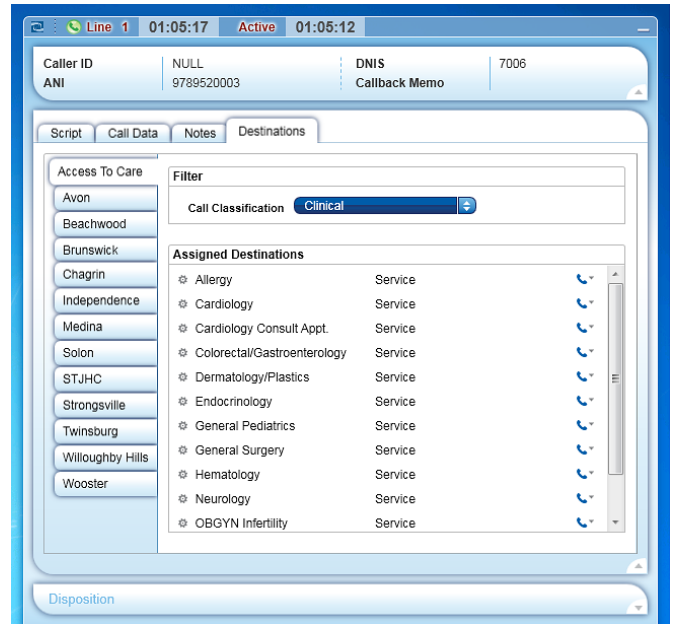 Line 1 01:05:17 Active 01:05:12
Caller ID NULL DNIS 7006
ANI 9789520003 Callback Memo
Script Call Data Notes Destinations
Access To Care
Avon
Beachwood
Brunswick
Chagrin
Independence
Medina
Solon
STJHC
Strongsville
Twinsburg
Willoughby Hills
Wooster
Filter
Call Classification Clinical
Assigned Destinations
Allergy Service
Cardiology Service
Cardiology Consult Appt. Service
Colorectal/Gastroenterology Service
Dermatology/Plastics Service
Endocrinology Service
General Pediatrics Service
General Surgery Service
Hematology Service
Neurology Service
OBGYN Infertility Service
Disposition